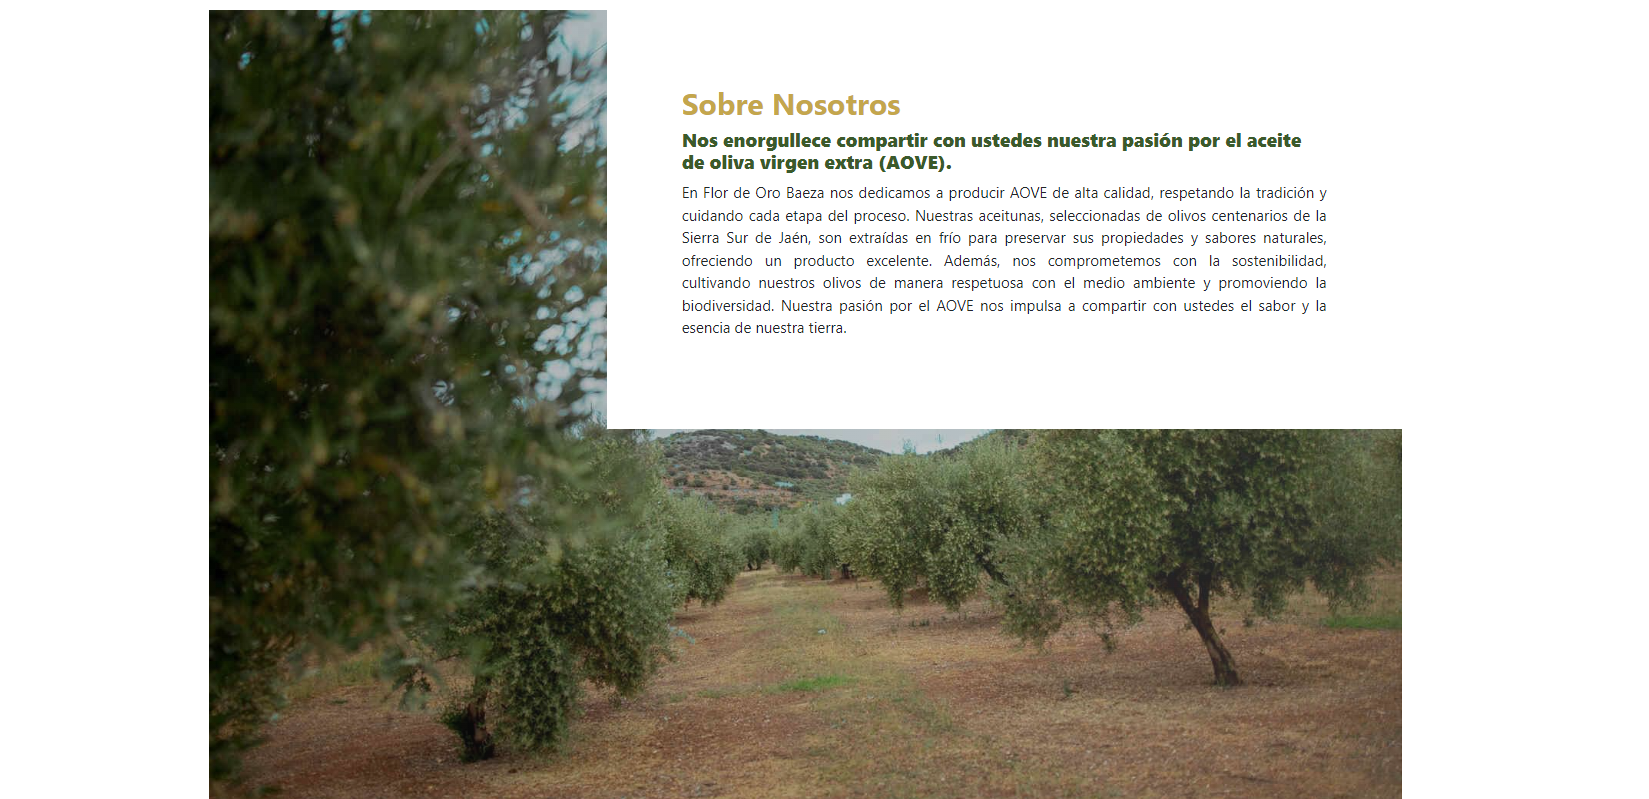 Sobre Nosotros
Nos enorgullece compartir con ustedes nuestra pasión por el aceite
de oliva virgen extra (AOVE).
En Flor de Oro Baeza nos dedicamos a producir AOVE de alta calidad, respetando la tradición y
cuidando cada etapa del proceso. Nuestras aceitunas, seleccionadas de olivos centenarios de la
Sierra Sur de Jaén, son extraídas en frío para preservar sus propiedades y sabores naturales,
ofreciendo un producto excelente. Además, nos comprometemos con la sostenibilidad,
cultivando nuestros olivos de manera respetuosa con el medio ambiente y promoviendo la
biodiversidad. Nuestra pasión por el AOVE nos impulsa a compartir con ustedes el sabor y la
esencia de nuestra tierra.